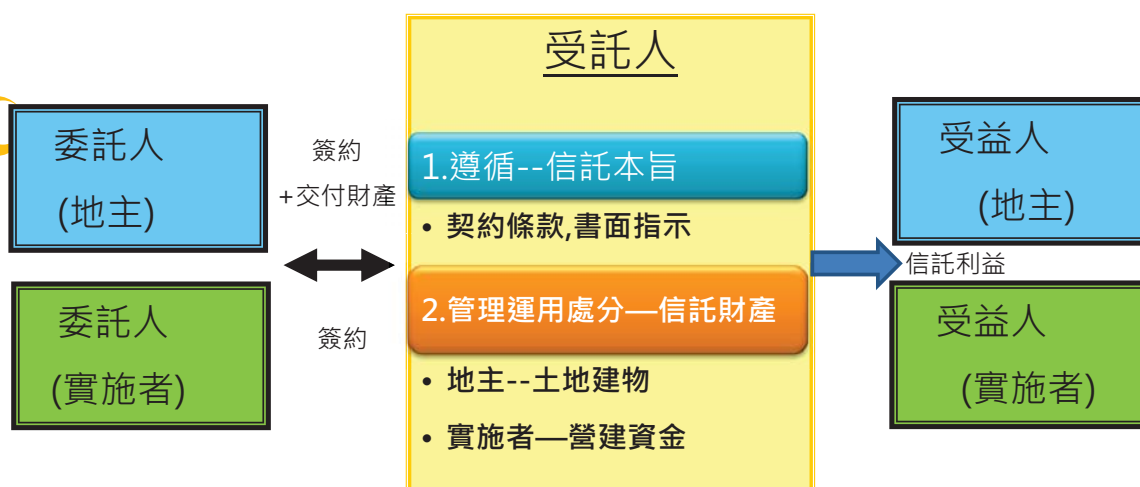 委託人
(地主)
委託人
(實施者)
簽約
+交付財產
簽約
受託人
1.遵循--信託本旨
• 契約條款,書面指示
2.管理運用處分—信託財產
• 地主--土地建物
• 實施者—營建資金
受益人
(地主)
信託利益
受益人
(實施者)